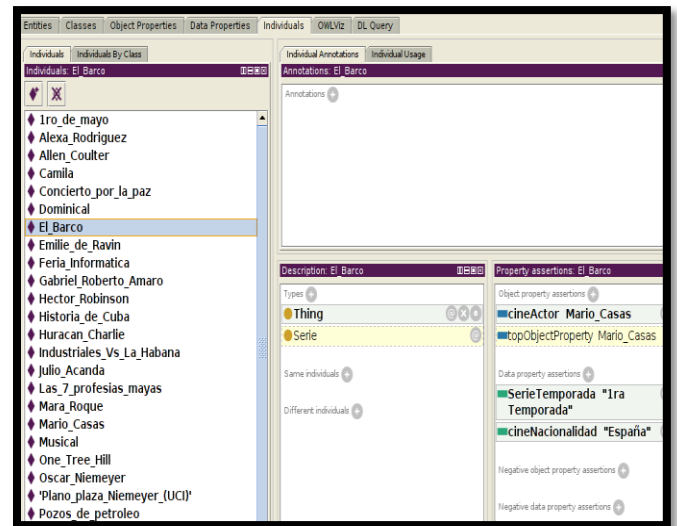 Entities Classes Object Properties Data Properties Individuals OWLViz DL Query
Individuals Individuals By Class
Individuals: El_Barco
1ro_de_mayo
Alexa_Rodriguez
Allen_Coulter
Camila
Concierto_por_la_paz
Dominical
El_Barco
Emilie_de_Ravin
Feria_Informatica
Gabriel_Roberto_Amaro
Hector_Robinson
Historia_de_Cuba
Huracan_Charlie
Industriales_Vs_La_Habana
Julio_Acanda
Las_7_profesias_mayas
Mara_Roque
Mario_Casas
Musical
One_Tree_Hill
Oscar_Niemeyer
'Plano_plaza_Niemeyer_(UCI)'
Pozos_de_petroleo
Individual Annotations Individual Usage
Annotations: El_Barco
Annotations
Description: El_Barco
Types
Thing
Serie
Same individuals
Different individuals
Property assertions: El_Barco
Object property assertions
cineActor Mario_Casas
topObjectProperty Mario_Casas
Data property assertions
SerieTemporada "1ra
Temporada"
cineNacionalidad "España"
Negative object property assertions
Negative data property assertions